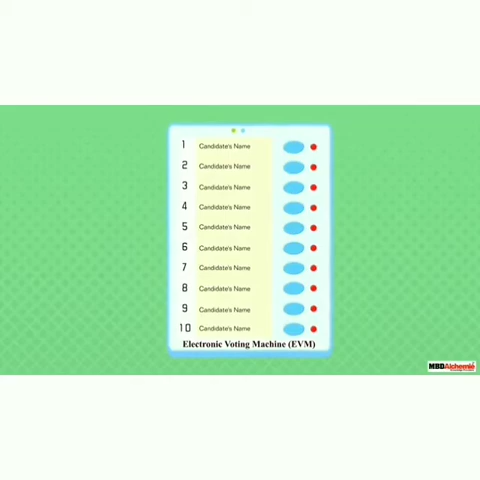 1 Candidate's Name
2 Candidate's Name
3 Candidate's Name
4 Candidate's Name
5 Candidate's Name
6 Candidate's Name
7 Candidate's Name
8 Candidate's Name
9 Candidate's Name
10 Candidate's Name
Electronic Voting Machine (EVM)
MBDAlchemie